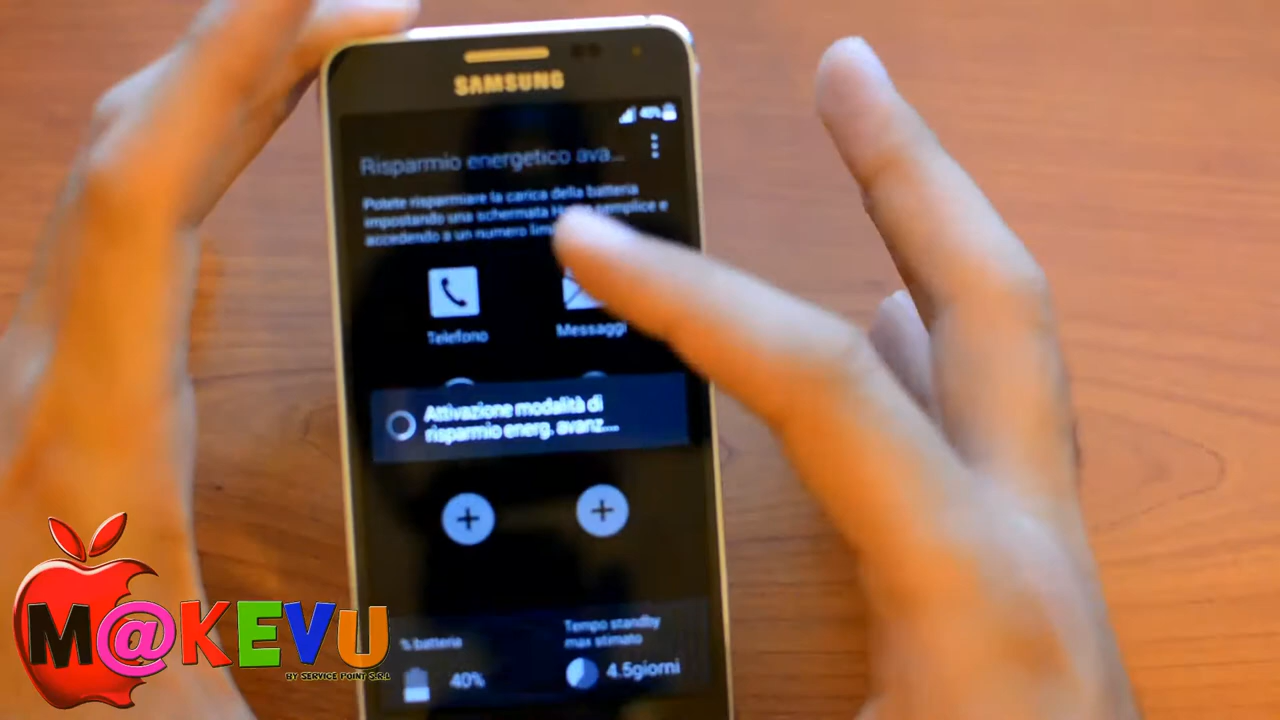 SAMSUNG
40%
Risparmio energetico ava...
Potete risparmiare la carica della batteria
impostando una schermata semplice e
accedendo a un numero
Telefono
Messaggi
Attivazione modalità di
risparmio energ. avanz....
% batteria
40%
Tempo standby
max stimato
4.5giorni
M@KEVU
BY SERVICE POINT S.R.L